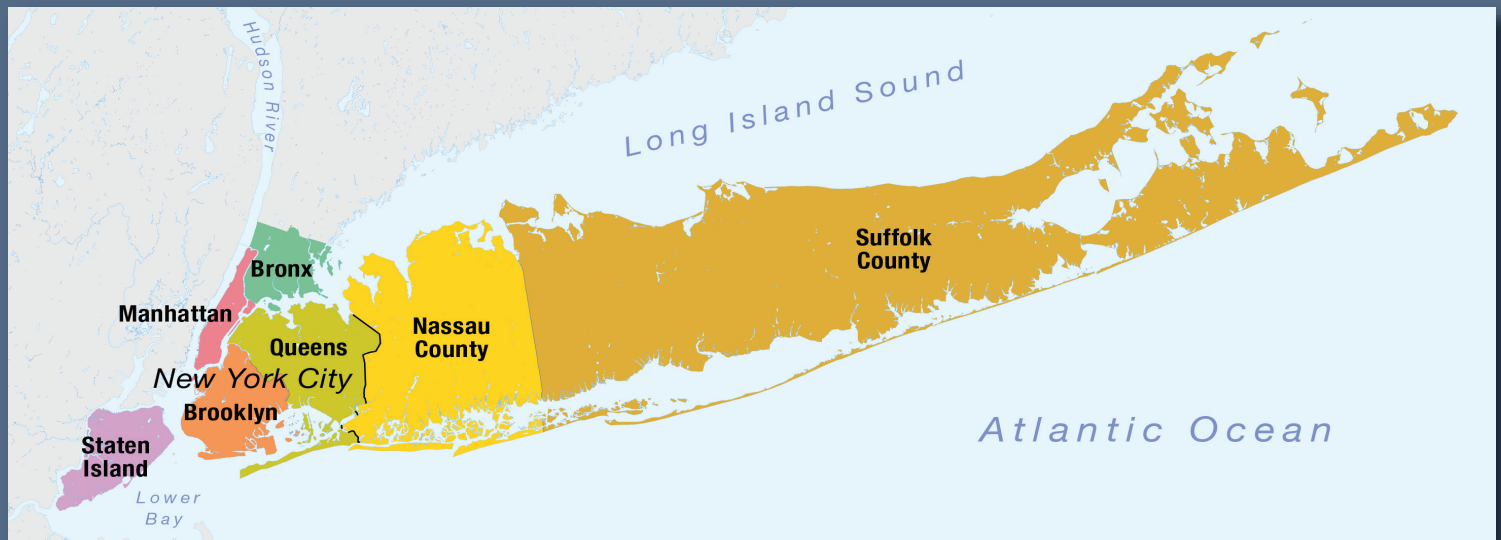 Hudson River
Long Island Sound
Suffolk
County
Bronx
Manhattan
Nassau
County
Queens
New York City
Brooklyn
Atlantic Ocean
Staten
Island
Lower
Bay